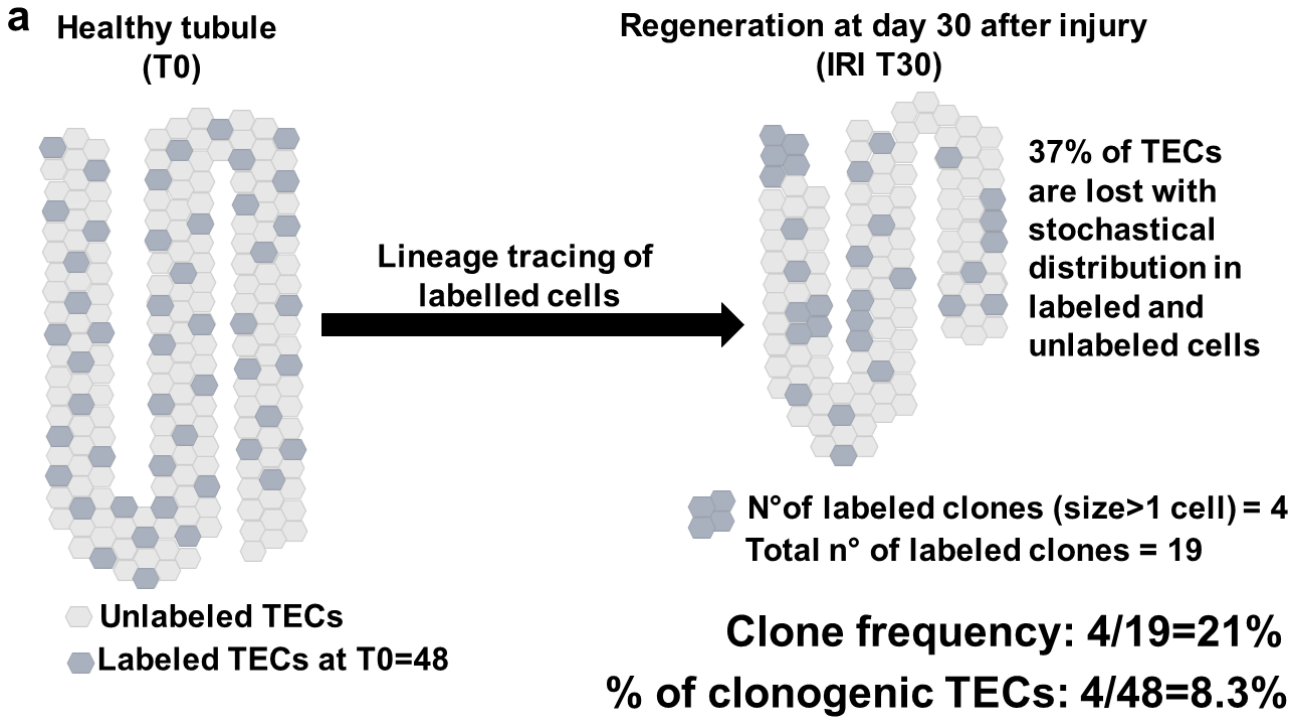 a
Healthy tubule
(T0)
Regeneration at day 30 after injury
(IRI T30)
Lineage tracing of
labelled cells
37% of TECs
are lost with
stochastical
distribution in
labeled and
unlabeled cells
N°of labeled clones (size>1 cell) = 4
Total n° of labeled clones = 19
Unlabeled TECs
Labeled TECs at T0=48
Clone frequency: 4/19=21%
% of clonogenic TECs: 4/48=8.3%